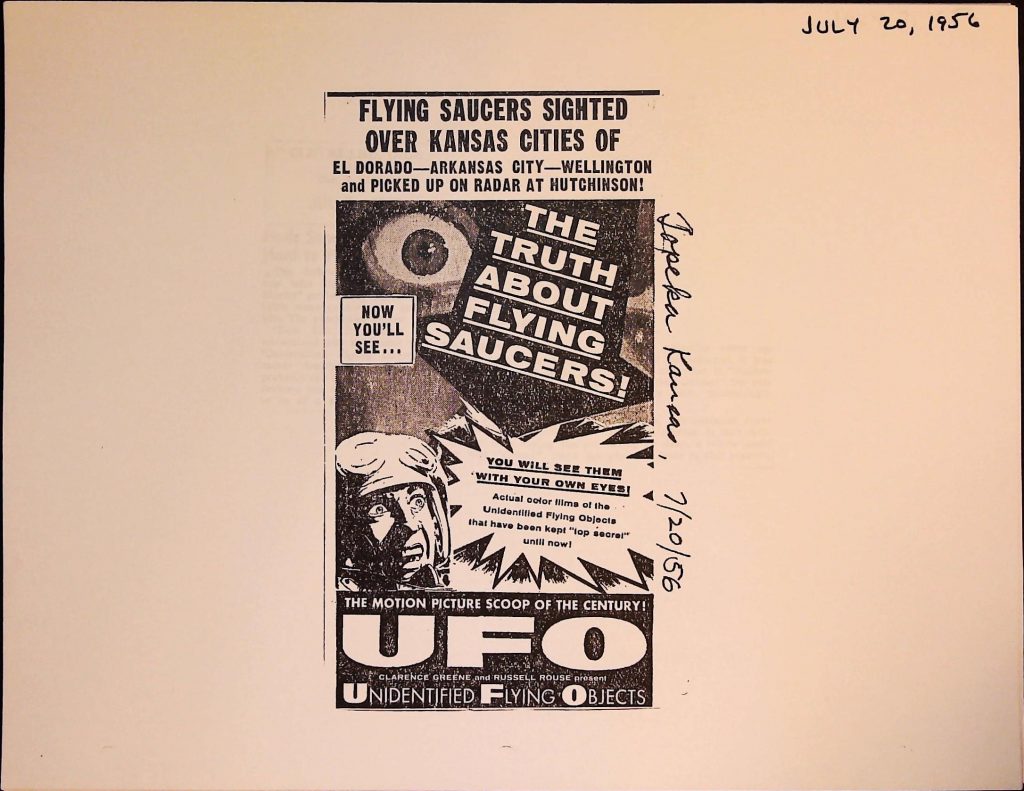 JULY 20, 1956
FLYING SAUCERS SIGHTED
OVER KANSAS CITIES OF
EL DORADO—ARKANSAS CITY—WELLINGTON
and PICKED UP ON RADAR AT HUTCHINSON!
THE
TRUTH
ABOUT
FLYING
SAUCERS!
NOW
YOU'LL
SEE...
YOU WILL SEE THEM
WITH YOUR OWN EYES!
Actual color films of the
Unidentified Flying Objects
that have been kept "top secret"
until now!
THE MOTION PICTURE SCOOP OF THE CENTURY!
UFO
CLARENCE GREENE and RUSSELL ROUSE present
UNIDENTIFIED FLYING OBJECTS
Topeka Kansas, 7/20/56